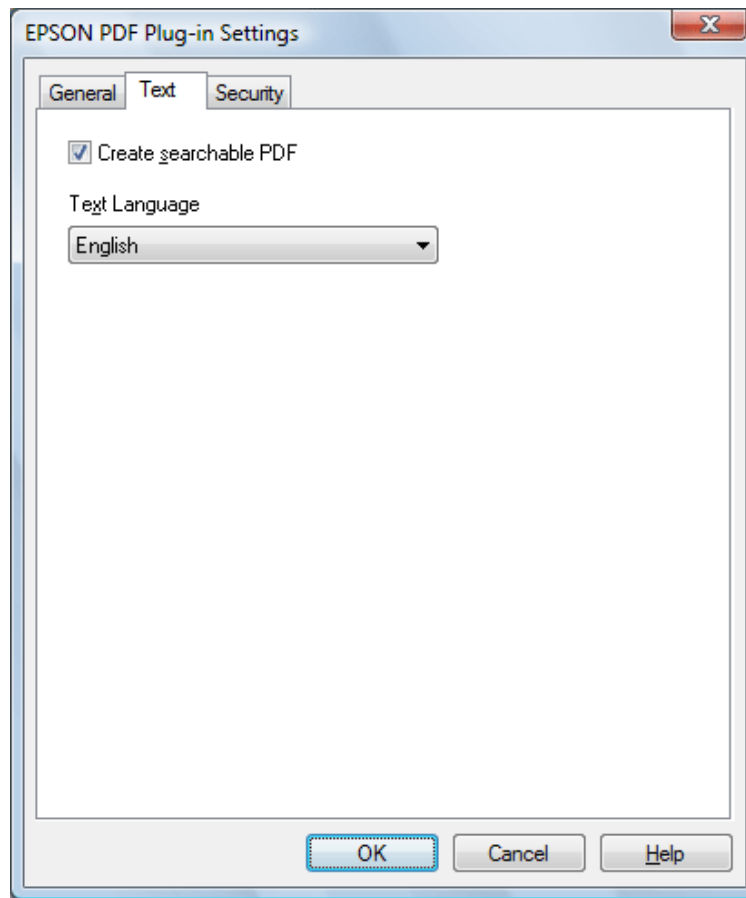 EPSON PDF Plug-in Settings
General Text Security
Create searchable PDF
Text Language
English
OK Cancel Help